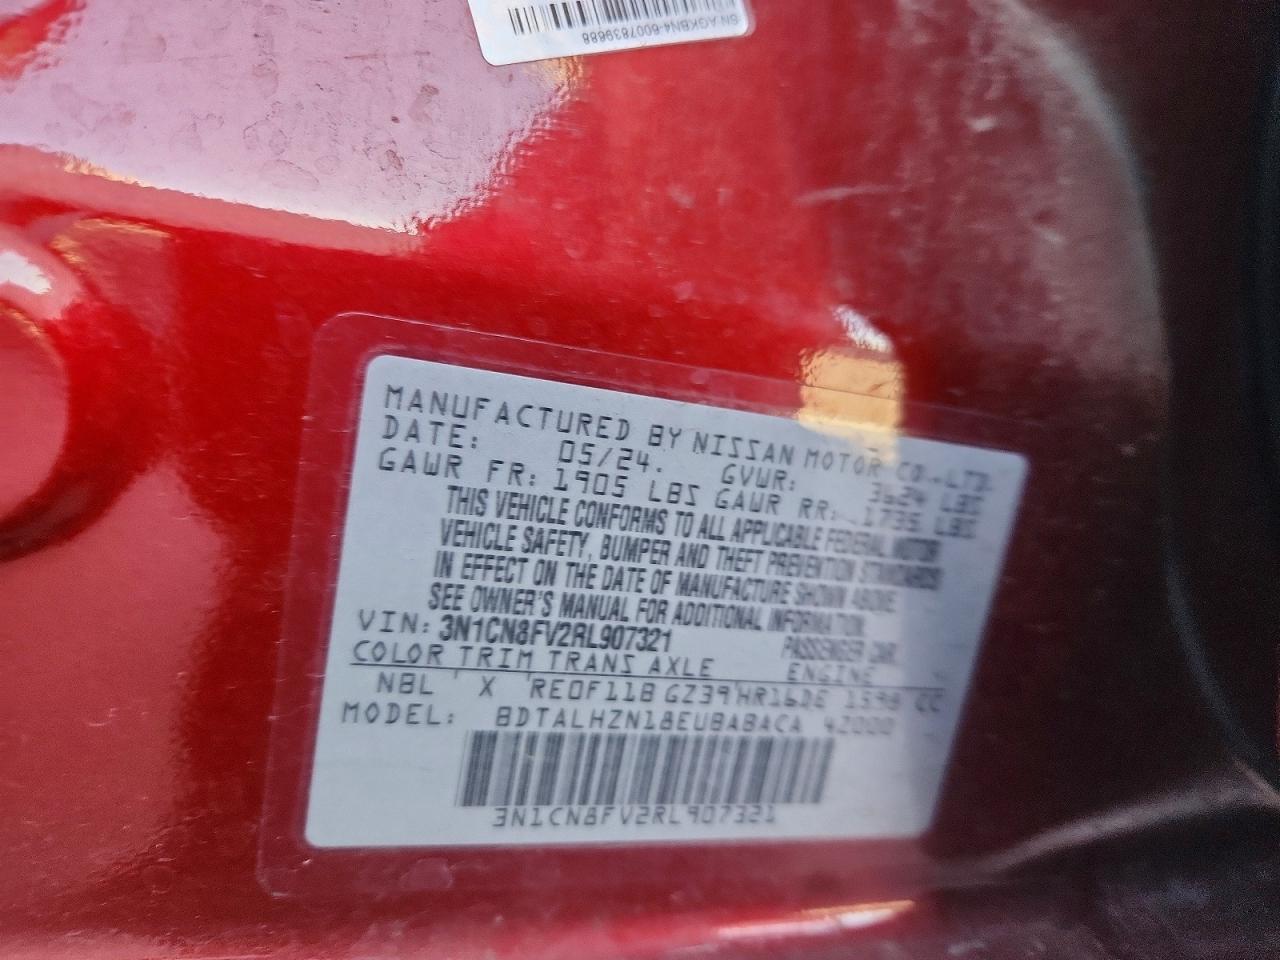 SN AGKBN4-6007839688
MANUFACTURED BY NISSAN MOTOR CO.,LTD.
DATE: 05/24. GVWR: 3624 LBS
GAWR FR: 1905 LBS GAWR RR: 1735 LBS
THIS VEHICLE CONFORMS TO ALL APPLICABLE FEDERAL MOTOR
VEHICLE SAFETY, BUMPER AND THEFT PREVENTION STANDARDS
IN EFFECT ON THE DATE OF MANUFACTURE SHOWN ABOVE
SEE OWNER'S MANUAL FOR ADDITIONAL INFORMATION.
VIN: 3N1CN8FV2RL907321 PASSENGER CAR
COLOR TRIM TRANS AXLE ENGINE
NBL X RE0F11B GZ39 HR16DE 1598 CC
MODEL: BDTALHZN18EUBABACA 42000
3N1CN8FV2RL907321